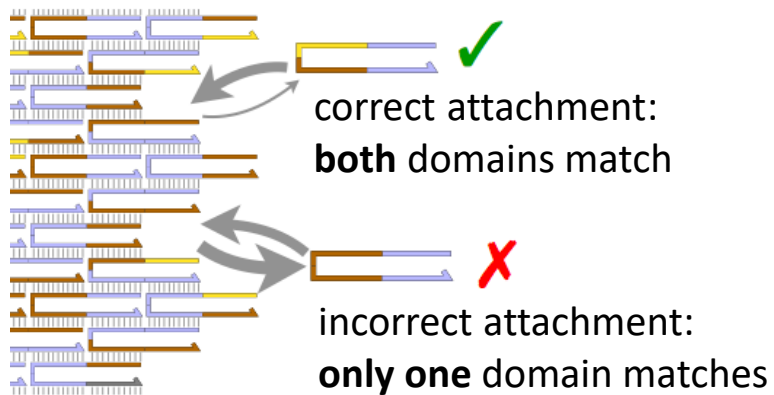 correct attachment:
both domains match
incorrect attachment:
only one domain matches